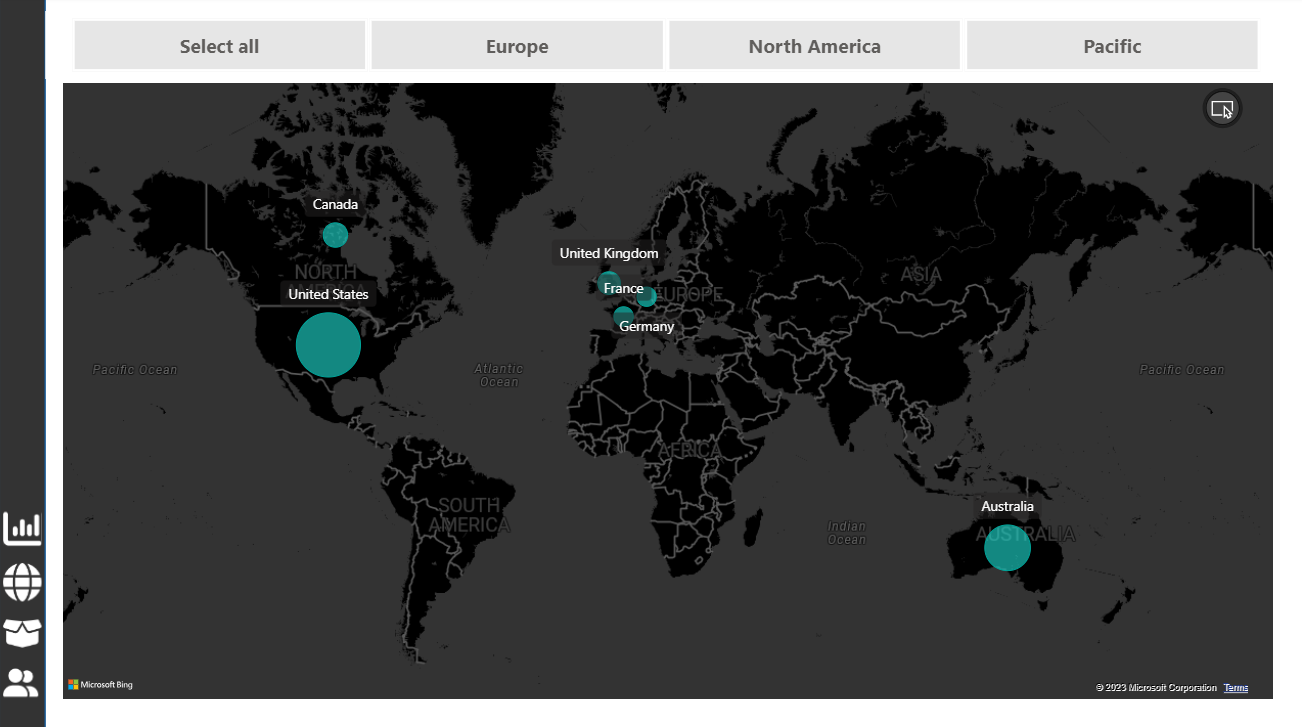 Select all
Europe
North America
Pacific
Canada
United Kingdom
NORTH
AMERICA
ASIA
United States
France
EUROPE
Germany
Pacific Ocean
Atlantic
Ocean
Pacific Ocean
AFRICA
SOUTH
AMERICA
Australia
Indian
Ocean
AUSTRALIA
Microsoft Bing
© 2023 Microsoft Corporation Terms